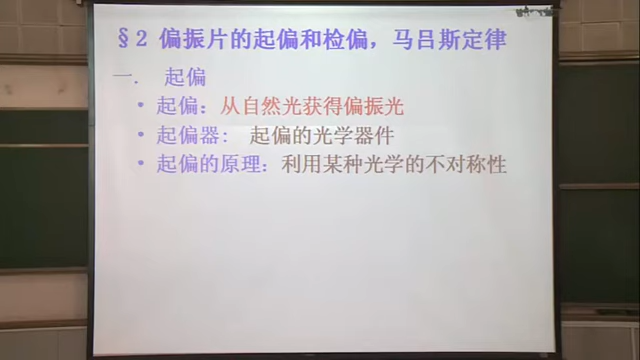 §2 偏振片的起偏和检偏，马吕斯定律
一． 起偏
• 起偏：从自然光获得偏振光
• 起偏器： 起偏的光学器件
• 起偏的原理：利用某种光学的不对称性